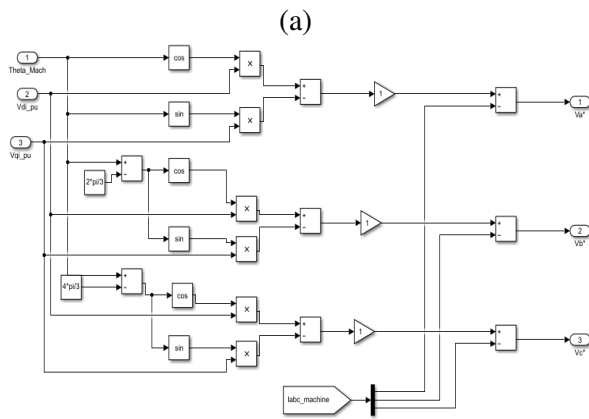 (a)
cos
×
1
Theta_Mach
+
−
1
+
−
1
Va*
2
Vdi_pu
sin
×
3
Vqi_pu
+
−
2*pi/3
cos
×
+
−
1
+
−
2
Vb*
sin
×
+
−
4*pi/3
cos
×
+
−
1
+
−
3
Vc*
sin
×
Iabc_machine